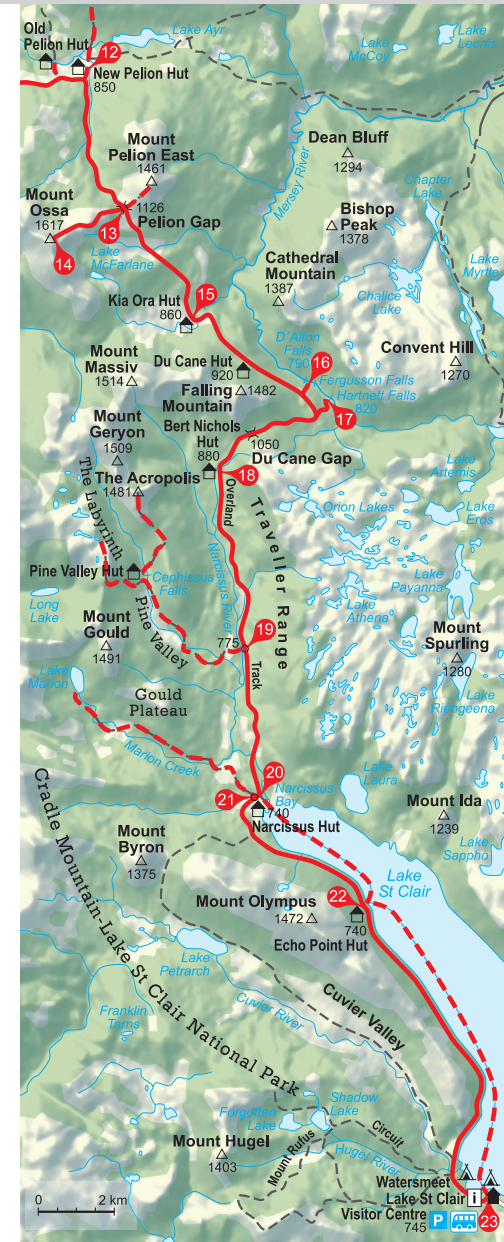 Old
Pelion Hut
Lake Ayr
12
New Pelion Hut
850
Lake
McCoy
Lake
Leonis
Mount
Pelion East
1461
Mersey River
Dean Bluff
1294
Chapter
Lake
Mount
Ossa
1617
1126
Pelion Gap
13
14
Lake
McFarlane
Bishop
Peak
1378
Lake
Myrtle
Cathedral
Mountain
1387
Chalice
Lake
Kia Ora Hut
860
15
D'Alton
Falls
790
16
Convent Hill
1270
Mount
Massiv
1514
Du Cane Hut
920
Falling
Mountain
1482
Fergusson Falls
Hartnett Falls
820
17
Mount
Geryon
1509
Bert Nichols
Hut
880
1050
Du Cane Gap
18
The Acropolis
1481
The Labyrinth
Overland
Track
Traveller Range
Orion Lakes
Lake
Artemis
Lake
Eros
Pine Valley Hut
Cephissus
Falls
Narcissus River
Lake
Payanna
Long
Lake
Pine Valley
Mount
Gould
1491
775
19
Lake
Athena
Mount
Spurling
1280
Lake
Riengeena
Lake
Marion
Gould
Plateau
Marion Creek
20
21
Narcissus
Bay
740
Narcissus Hut
Lake
Laura
Mount Ida
1239
Lake
Sappho
Cradle Mountain-Lake St Clair National Park
Mount
Byron
1375
Lake
St Clair
22
Mount Olympus
1472
740
Echo Point Hut
Lake
Petrarch
Cuvier River
Cuvier Valley
Franklin
Tarns
Shadow
Lake
Forgotten
Lake
Mount Rufus
Circuit
Hugel River
Mount Hugel
1403
Watersmeet
Lake St Clair
i
Visitor Centre
745
P
23
0
2 km